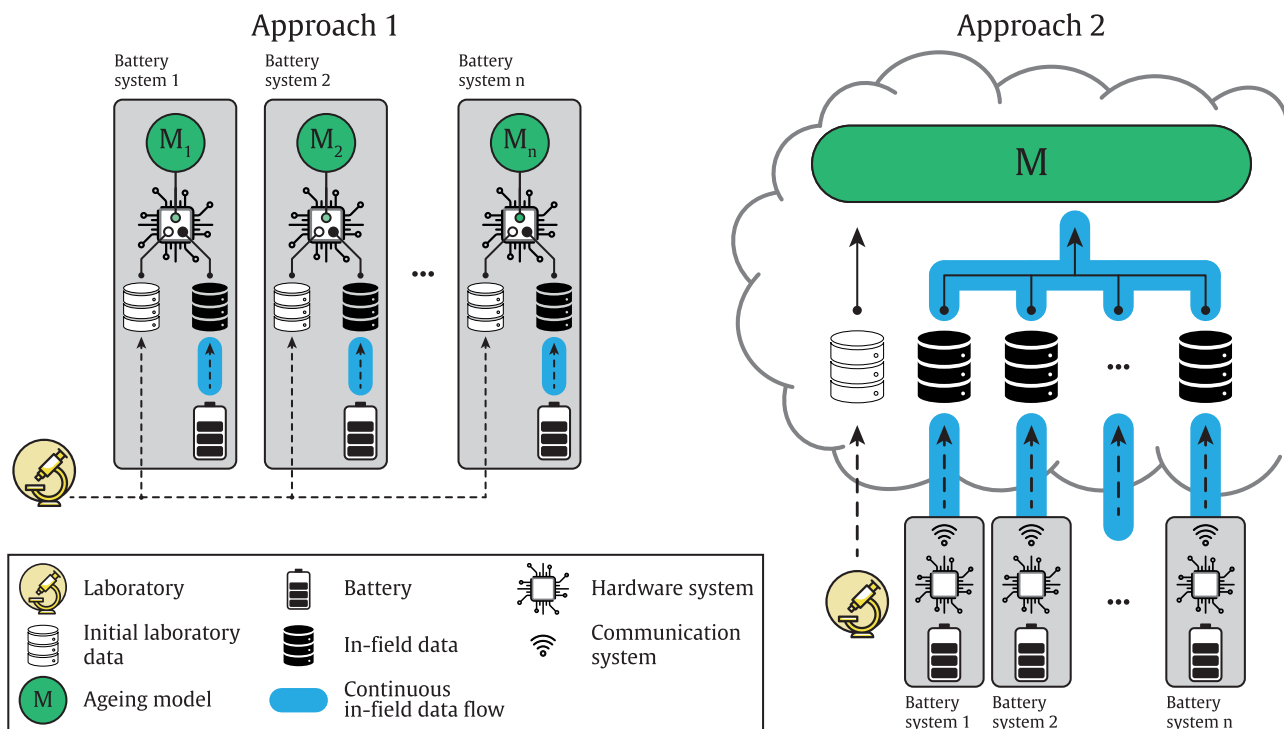 Approach 1
Battery
system 1
Battery
system 2
Battery
system n
M1
M2
Mn
...
Approach 2
M
...
...
Battery
system 1
Battery
system 2
Battery
system n
Laboratory
Battery
Hardware system
Initial laboratory
data
In-field data
Communication
system
M
Ageing model
Continuous
in-field data flow